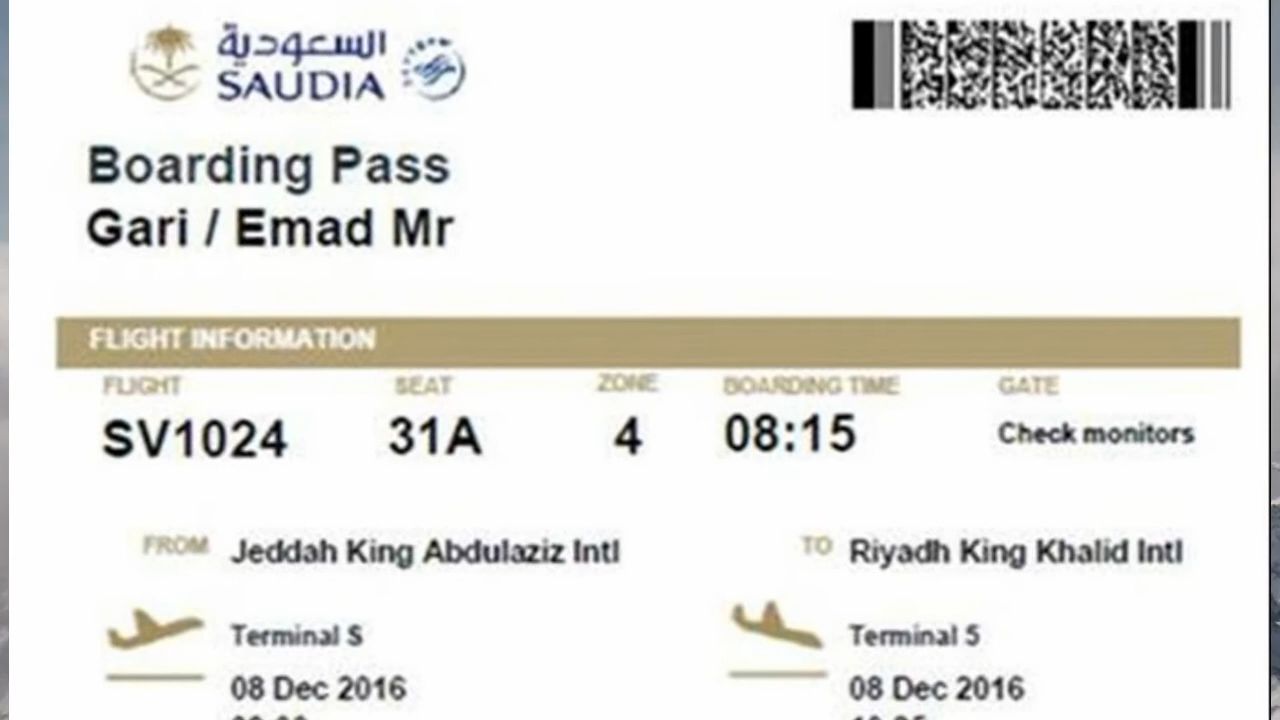 السعودية
SAUDIA
Boarding Pass
Gari / Emad Mr
FLIGHT INFORMATION
FLIGHT SEAT ZONE BOARDING TIME GATE
SV1024 31A 4 08:15 Check monitors
FROM Jeddah King Abdulaziz Intl TO Riyadh King Khalid Intl
Terminal S Terminal 5
08 Dec 2016 08 Dec 2016